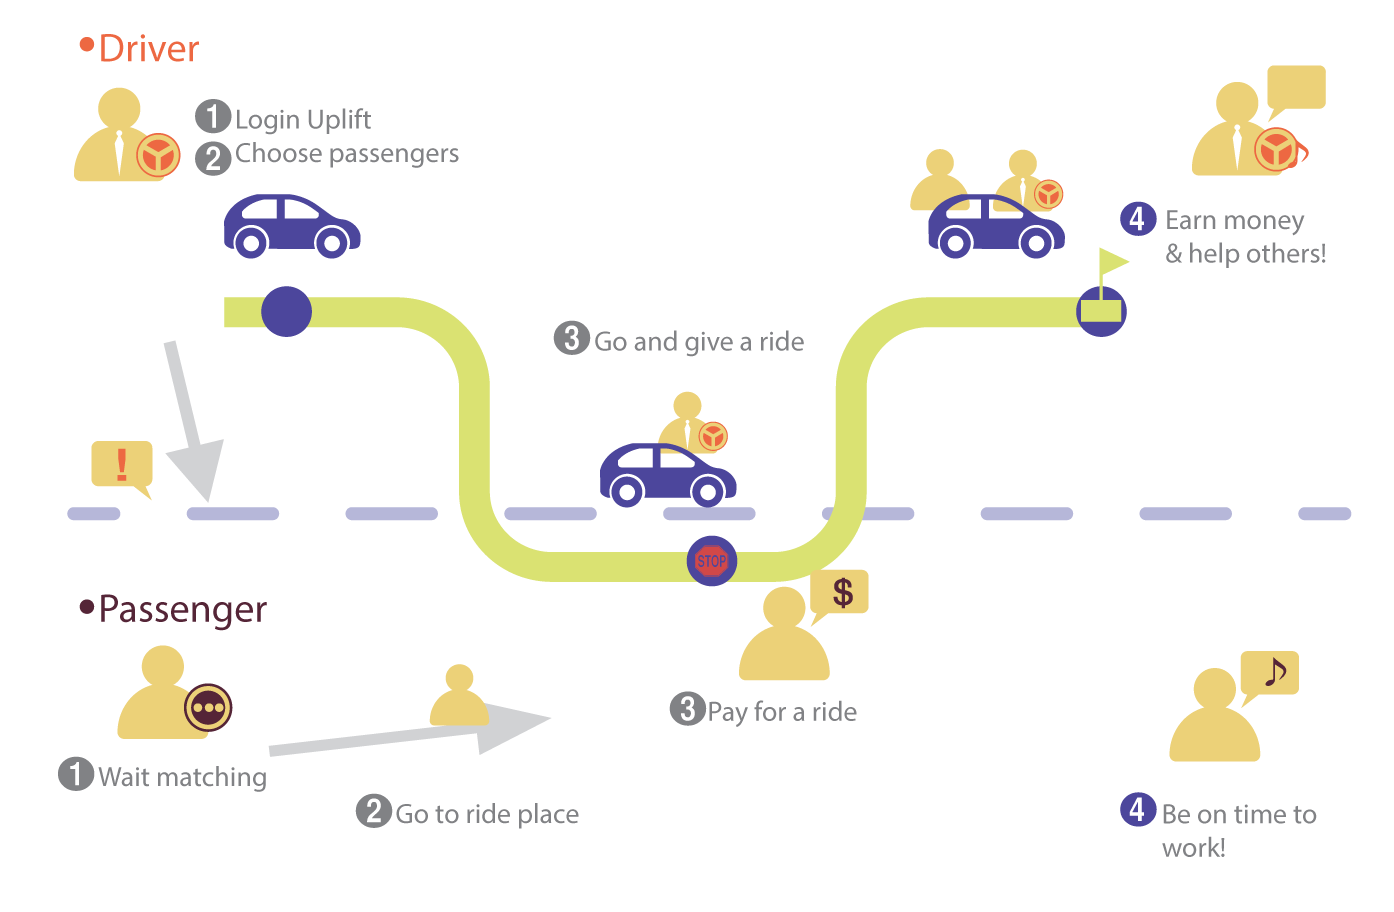 •Driver
1 Login Uplift
2 Choose passengers
4 Earn money
& help others!
3 Go and give a ride
!
STOP
•Passenger
$
3 Pay for a ride
1 Wait matching
2 Go to ride place
4 Be on time to
work!